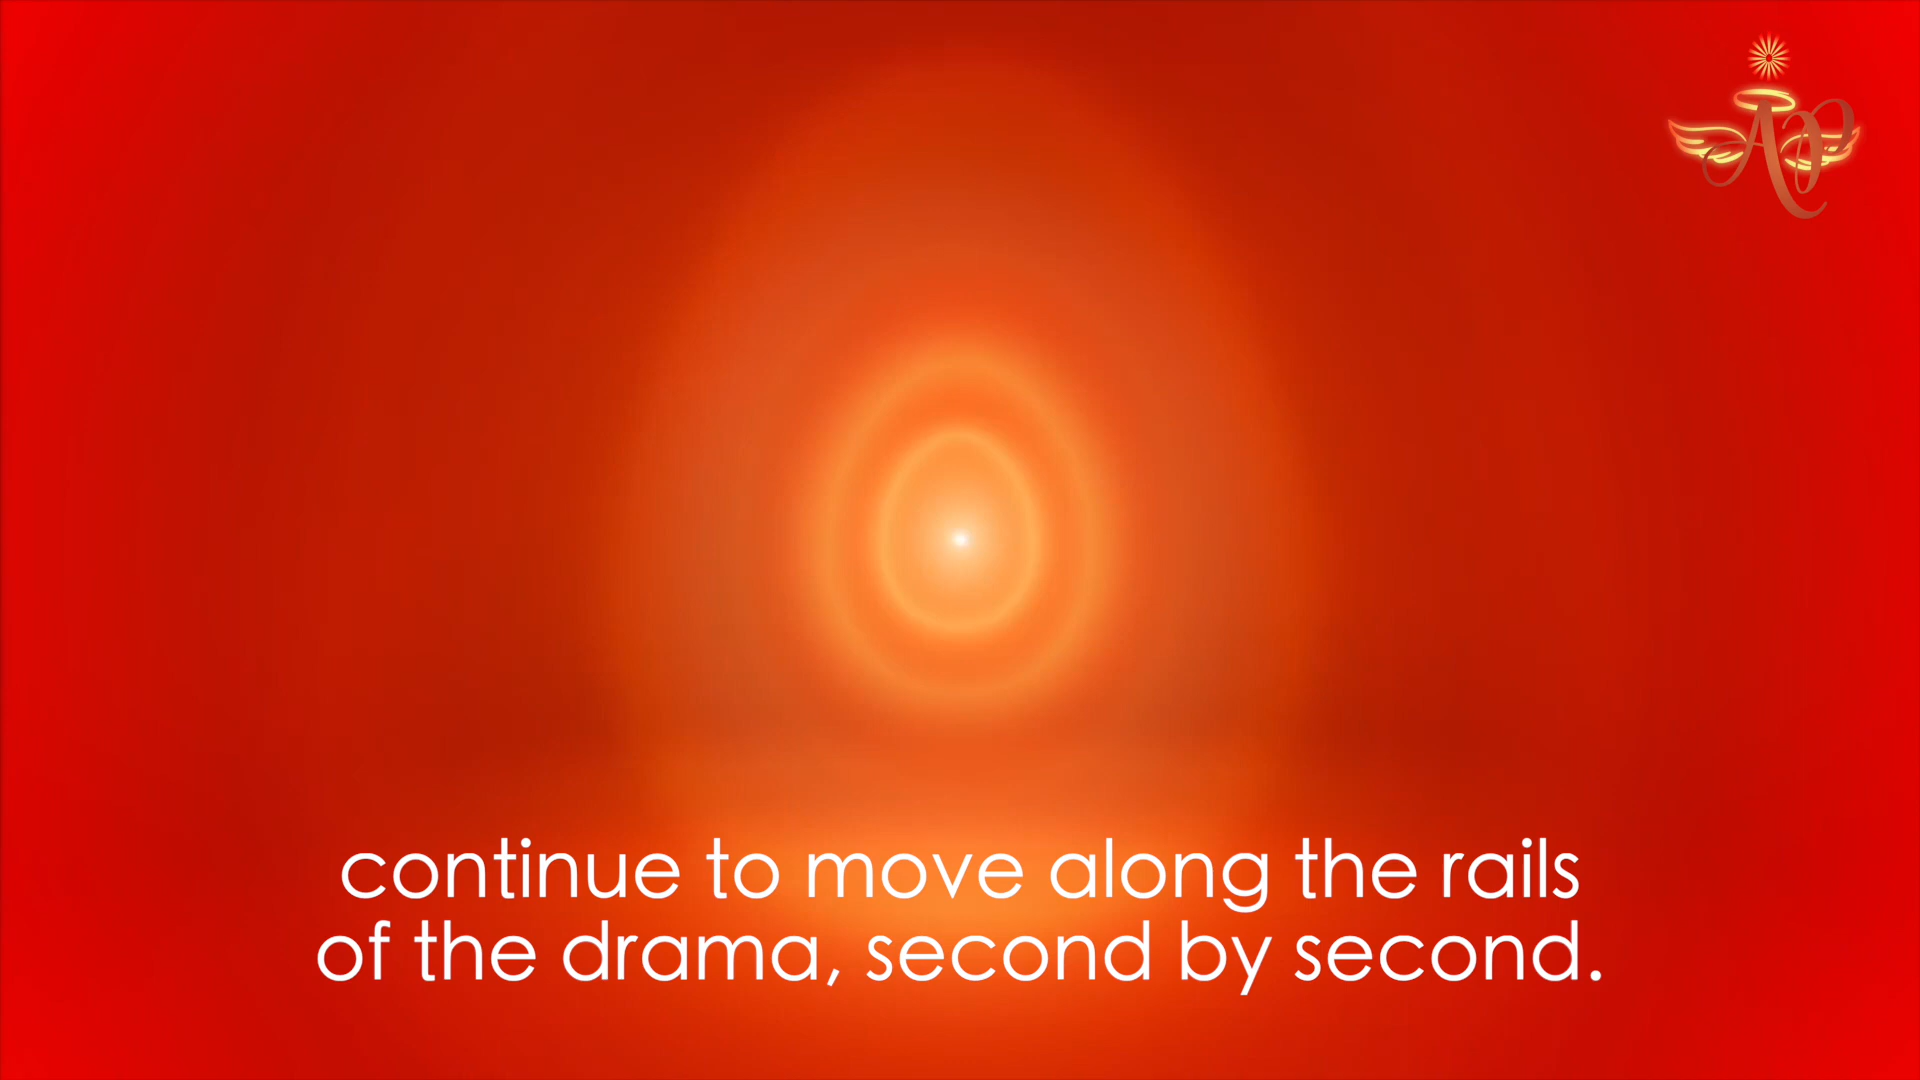 continue to move along the rails
of the drama, second by second.